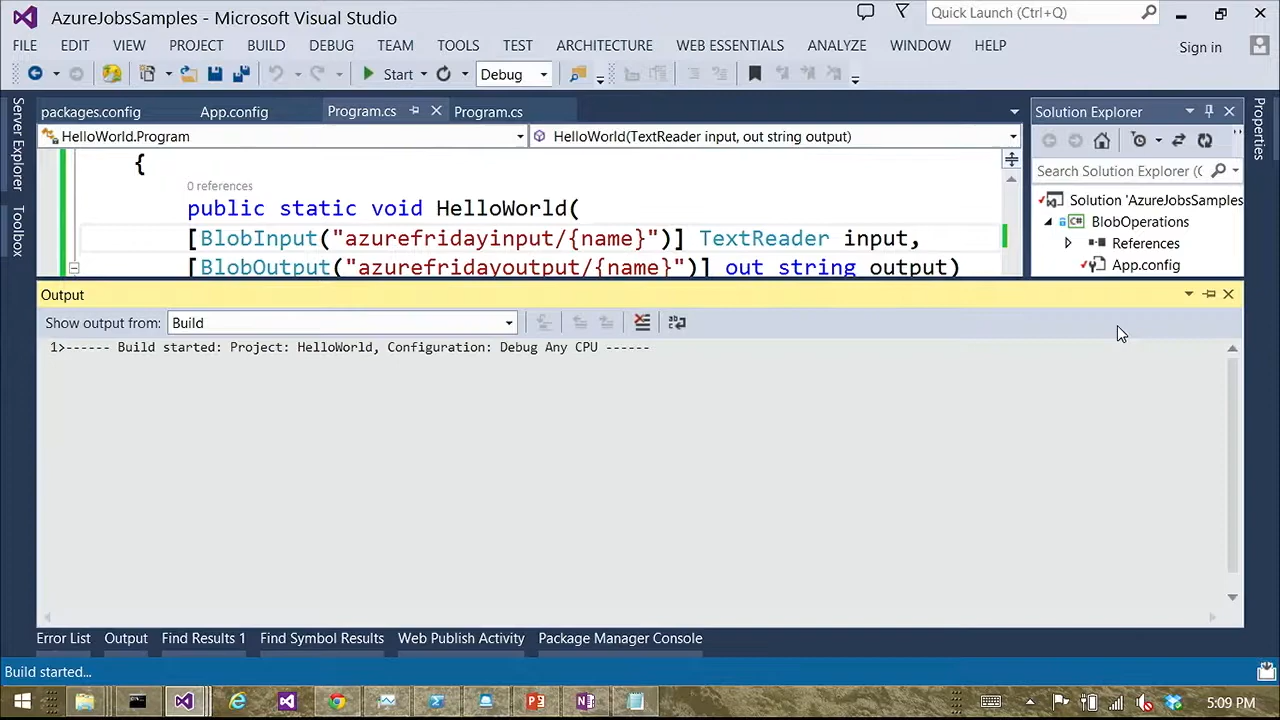 AzureJobsSamples - Microsoft Visual Studio
Quick Launch (Ctrl+Q)
FILE EDIT VIEW PROJECT BUILD DEBUG TEAM TOOLS TEST ARCHITECTURE WEB ESSENTIALS ANALYZE WINDOW HELP
Sign in
Start
Debug
Server Explorer
Toolbox
packages.config
App.config
Program.cs
Program.cs
HelloWorld.Program
HelloWorld(TextReader input, out string output)
{
0 references
public static void HelloWorld(
[BlobInput("azurefridayinput/{name}")] TextReader input,
[BlobOutput("azurefridayoutput/{name}")] out string output)
Solution Explorer
Search Solution Explorer (C
Solution 'AzureJobsSamples
C# BlobOperations
References
App.config
Properties
Output
Show output from: Build
1>------ Build started: Project: HelloWorld, Configuration: Debug Any CPU ------
Error List Output Find Results 1 Find Symbol Results Web Publish Activity Package Manager Console
Build started...
5:09 PM